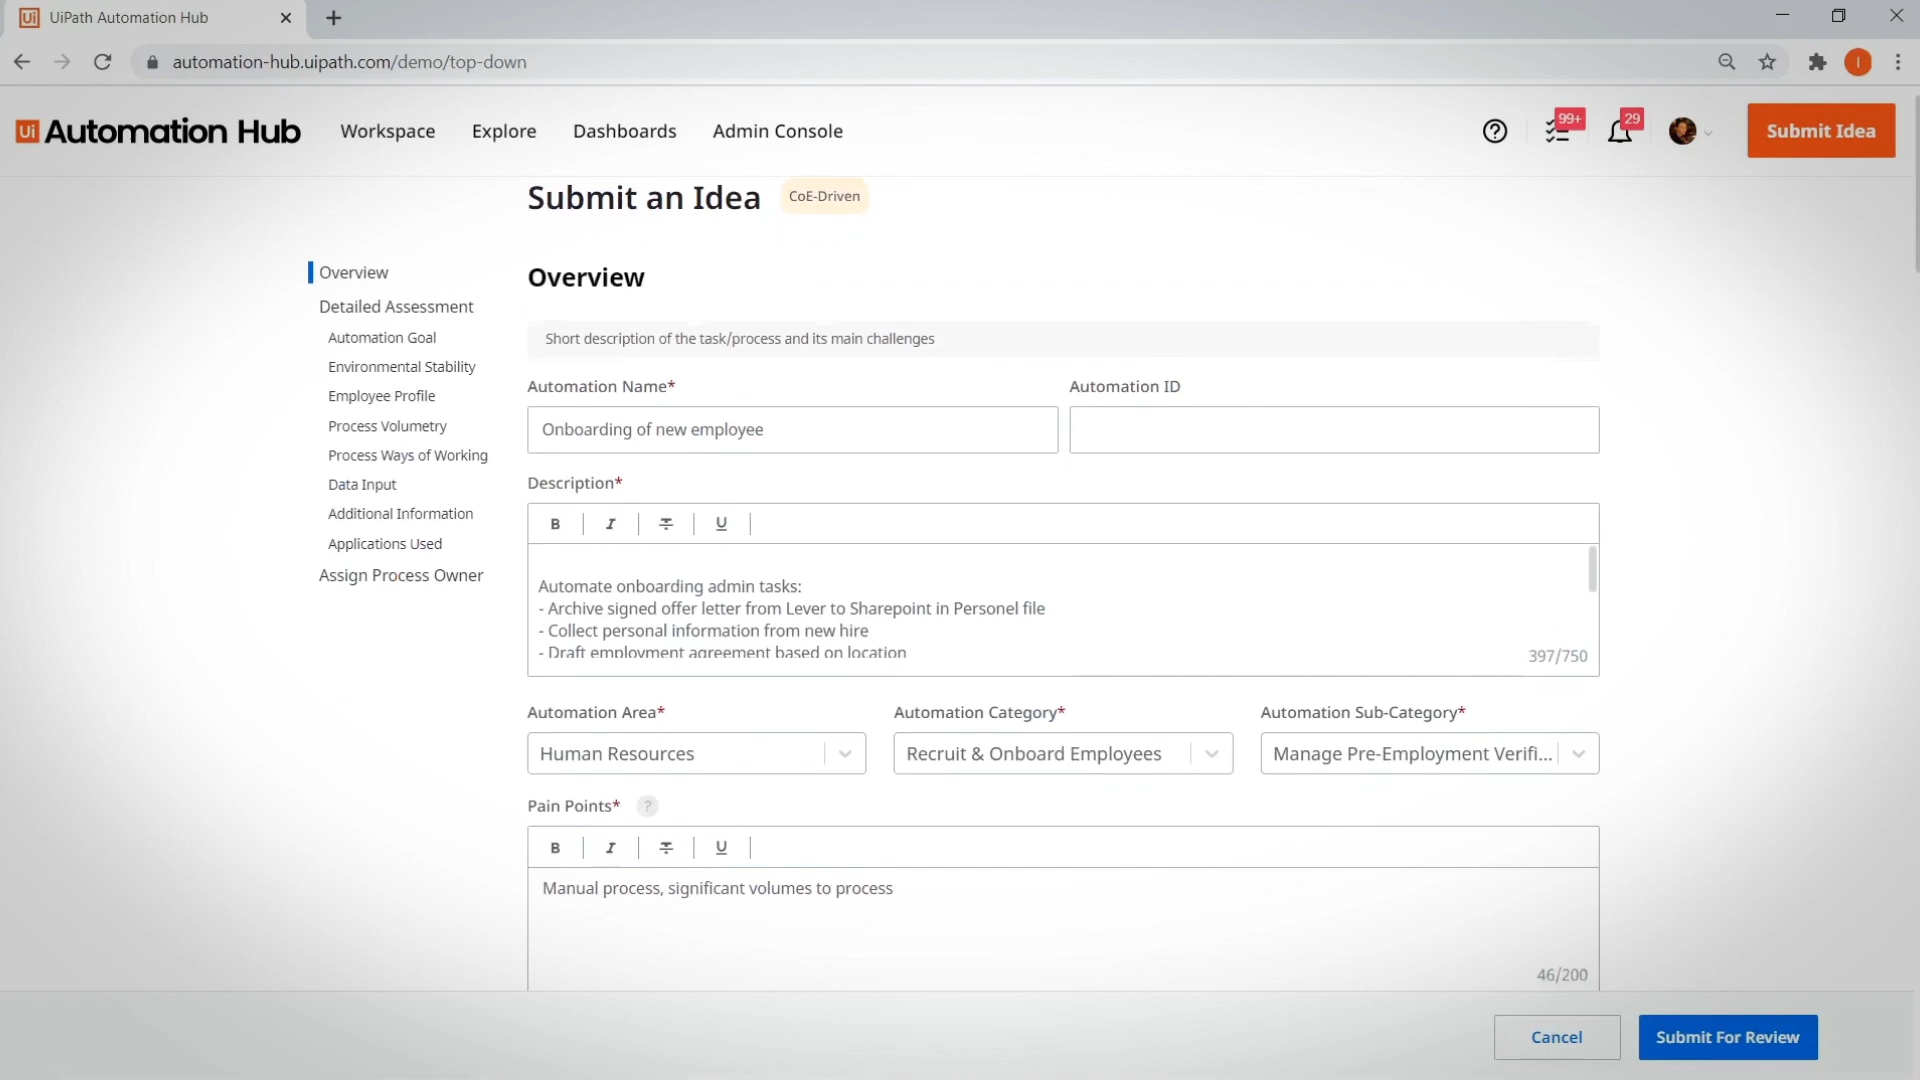 Ui UiPath Automation Hub
automation-hub.uipath.com/demo/top-down
I
Ui Automation Hub Workspace Explore Dashboards Admin Console 99+ 29 Submit Idea
Submit an Idea CoE-Driven
Overview
Detailed Assessment
Automation Goal
Environmental Stability
Employee Profile
Process Volumetry
Process Ways of Working
Data Input
Additional Information
Applications Used
Assign Process Owner
Overview
Short description of the task/process and its main challenges
Automation Name* Automation ID
Onboarding of new employee
Description*
B I T U
Automate onboarding admin tasks:
- Archive signed offer letter from Lever to Sharepoint in Personel file
- Collect personal information from new hire
- Draft employment agreement based on location
397/750
Automation Area* Automation Category* Automation Sub-Category*
Human Resources Recruit & Onboard Employees Manage Pre-Employment Verifi...
Pain Points* ?
B I T U
Manual process, significant volumes to process
46/200
Cancel Submit For Review